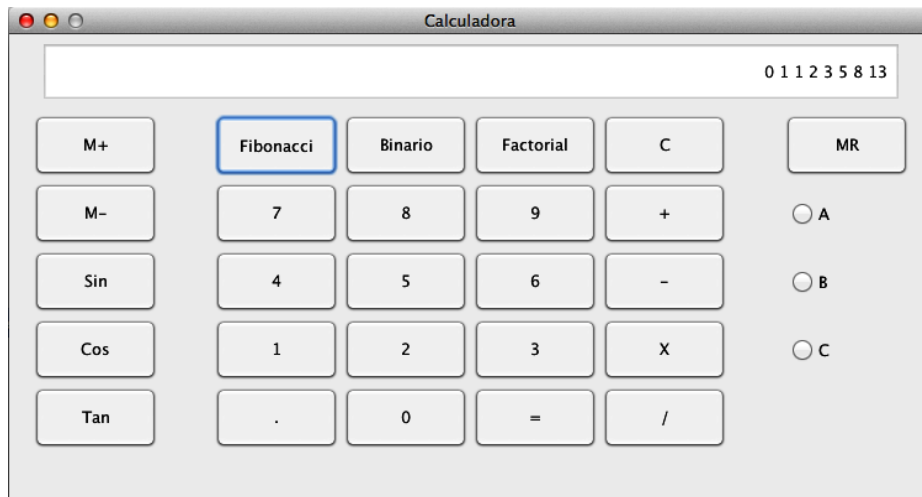 Calculadora
0 1 1 2 3 5 8 13
M+ Fibonacci Binario Factorial C MR
M- 7 8 9 + A
Sin 4 5 6 - B
Cos 1 2 3 X C
Tan . 0 = /